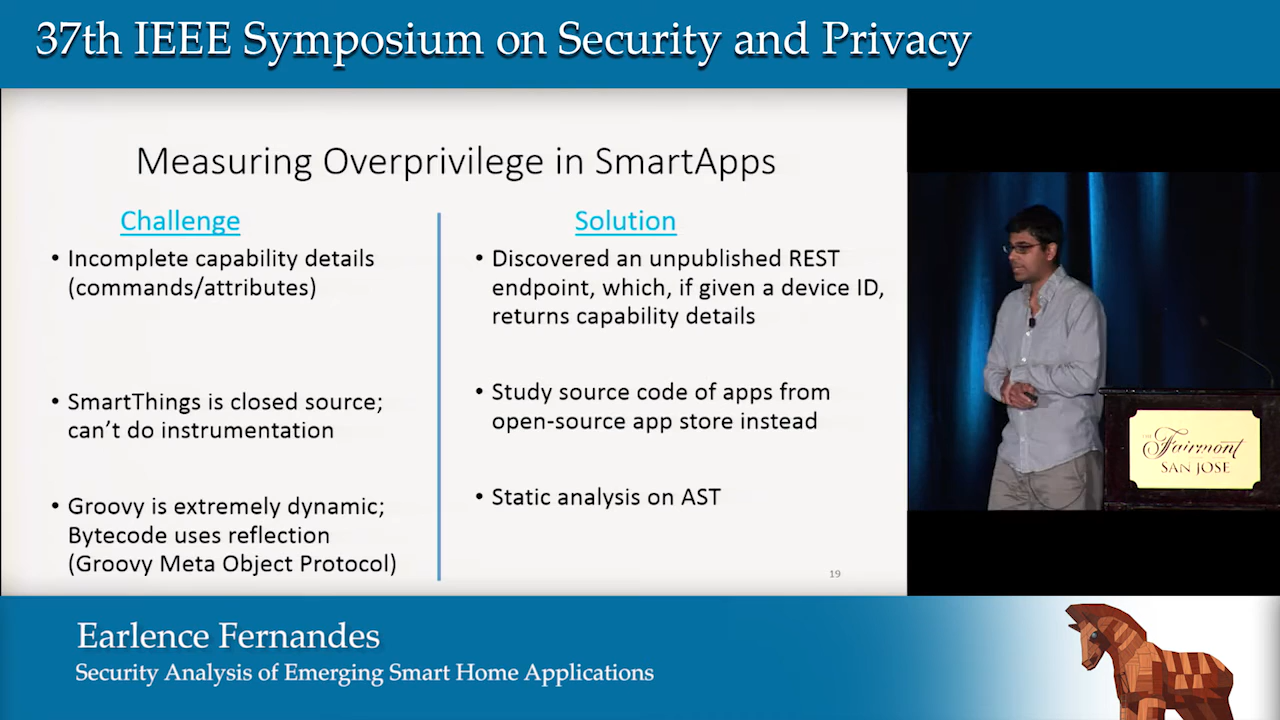 37th IEEE Symposium on Security and Privacy
Measuring Overprivilege in SmartApps
Challenge
• Incomplete capability details
(commands/attributes)
• SmartThings is closed source;
can't do instrumentation
• Groovy is extremely dynamic;
Bytecode uses reflection
(Groovy Meta Object Protocol)
Solution
• Discovered an unpublished REST
endpoint, which, if given a device ID,
returns capability details
• Study source code of apps from
open-source app store instead
• Static analysis on AST
19
THE
Fairmont
SAN JOSE
Earlence Fernandes
Security Analysis of Emerging Smart Home Applications